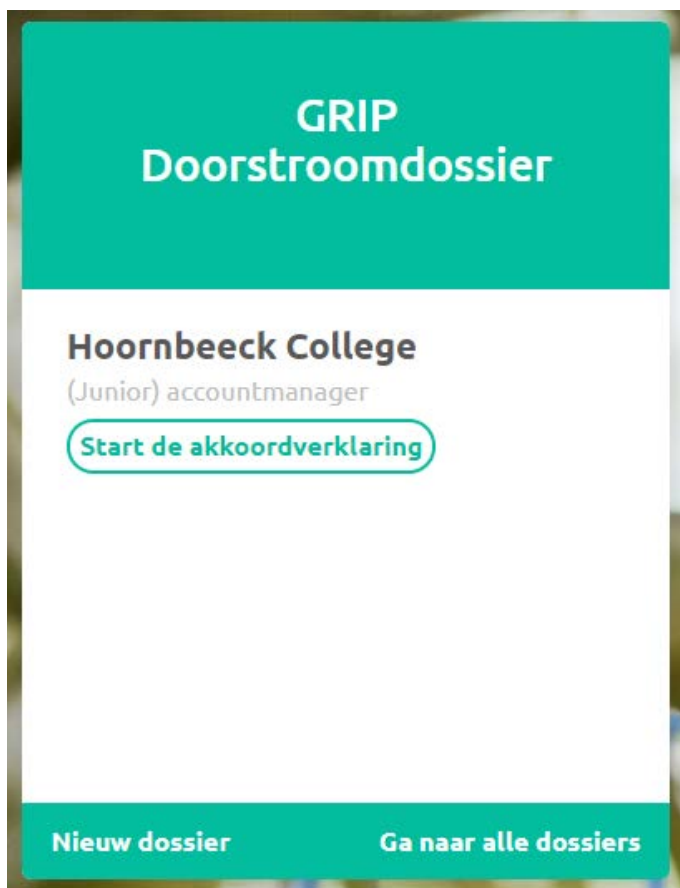 GRIP
Doorstroomdossier
Hoornbeeck College
(Junior) accountmanager
Start de akkoordverklaring
Nieuw dossier
Ga naar alle dossiers